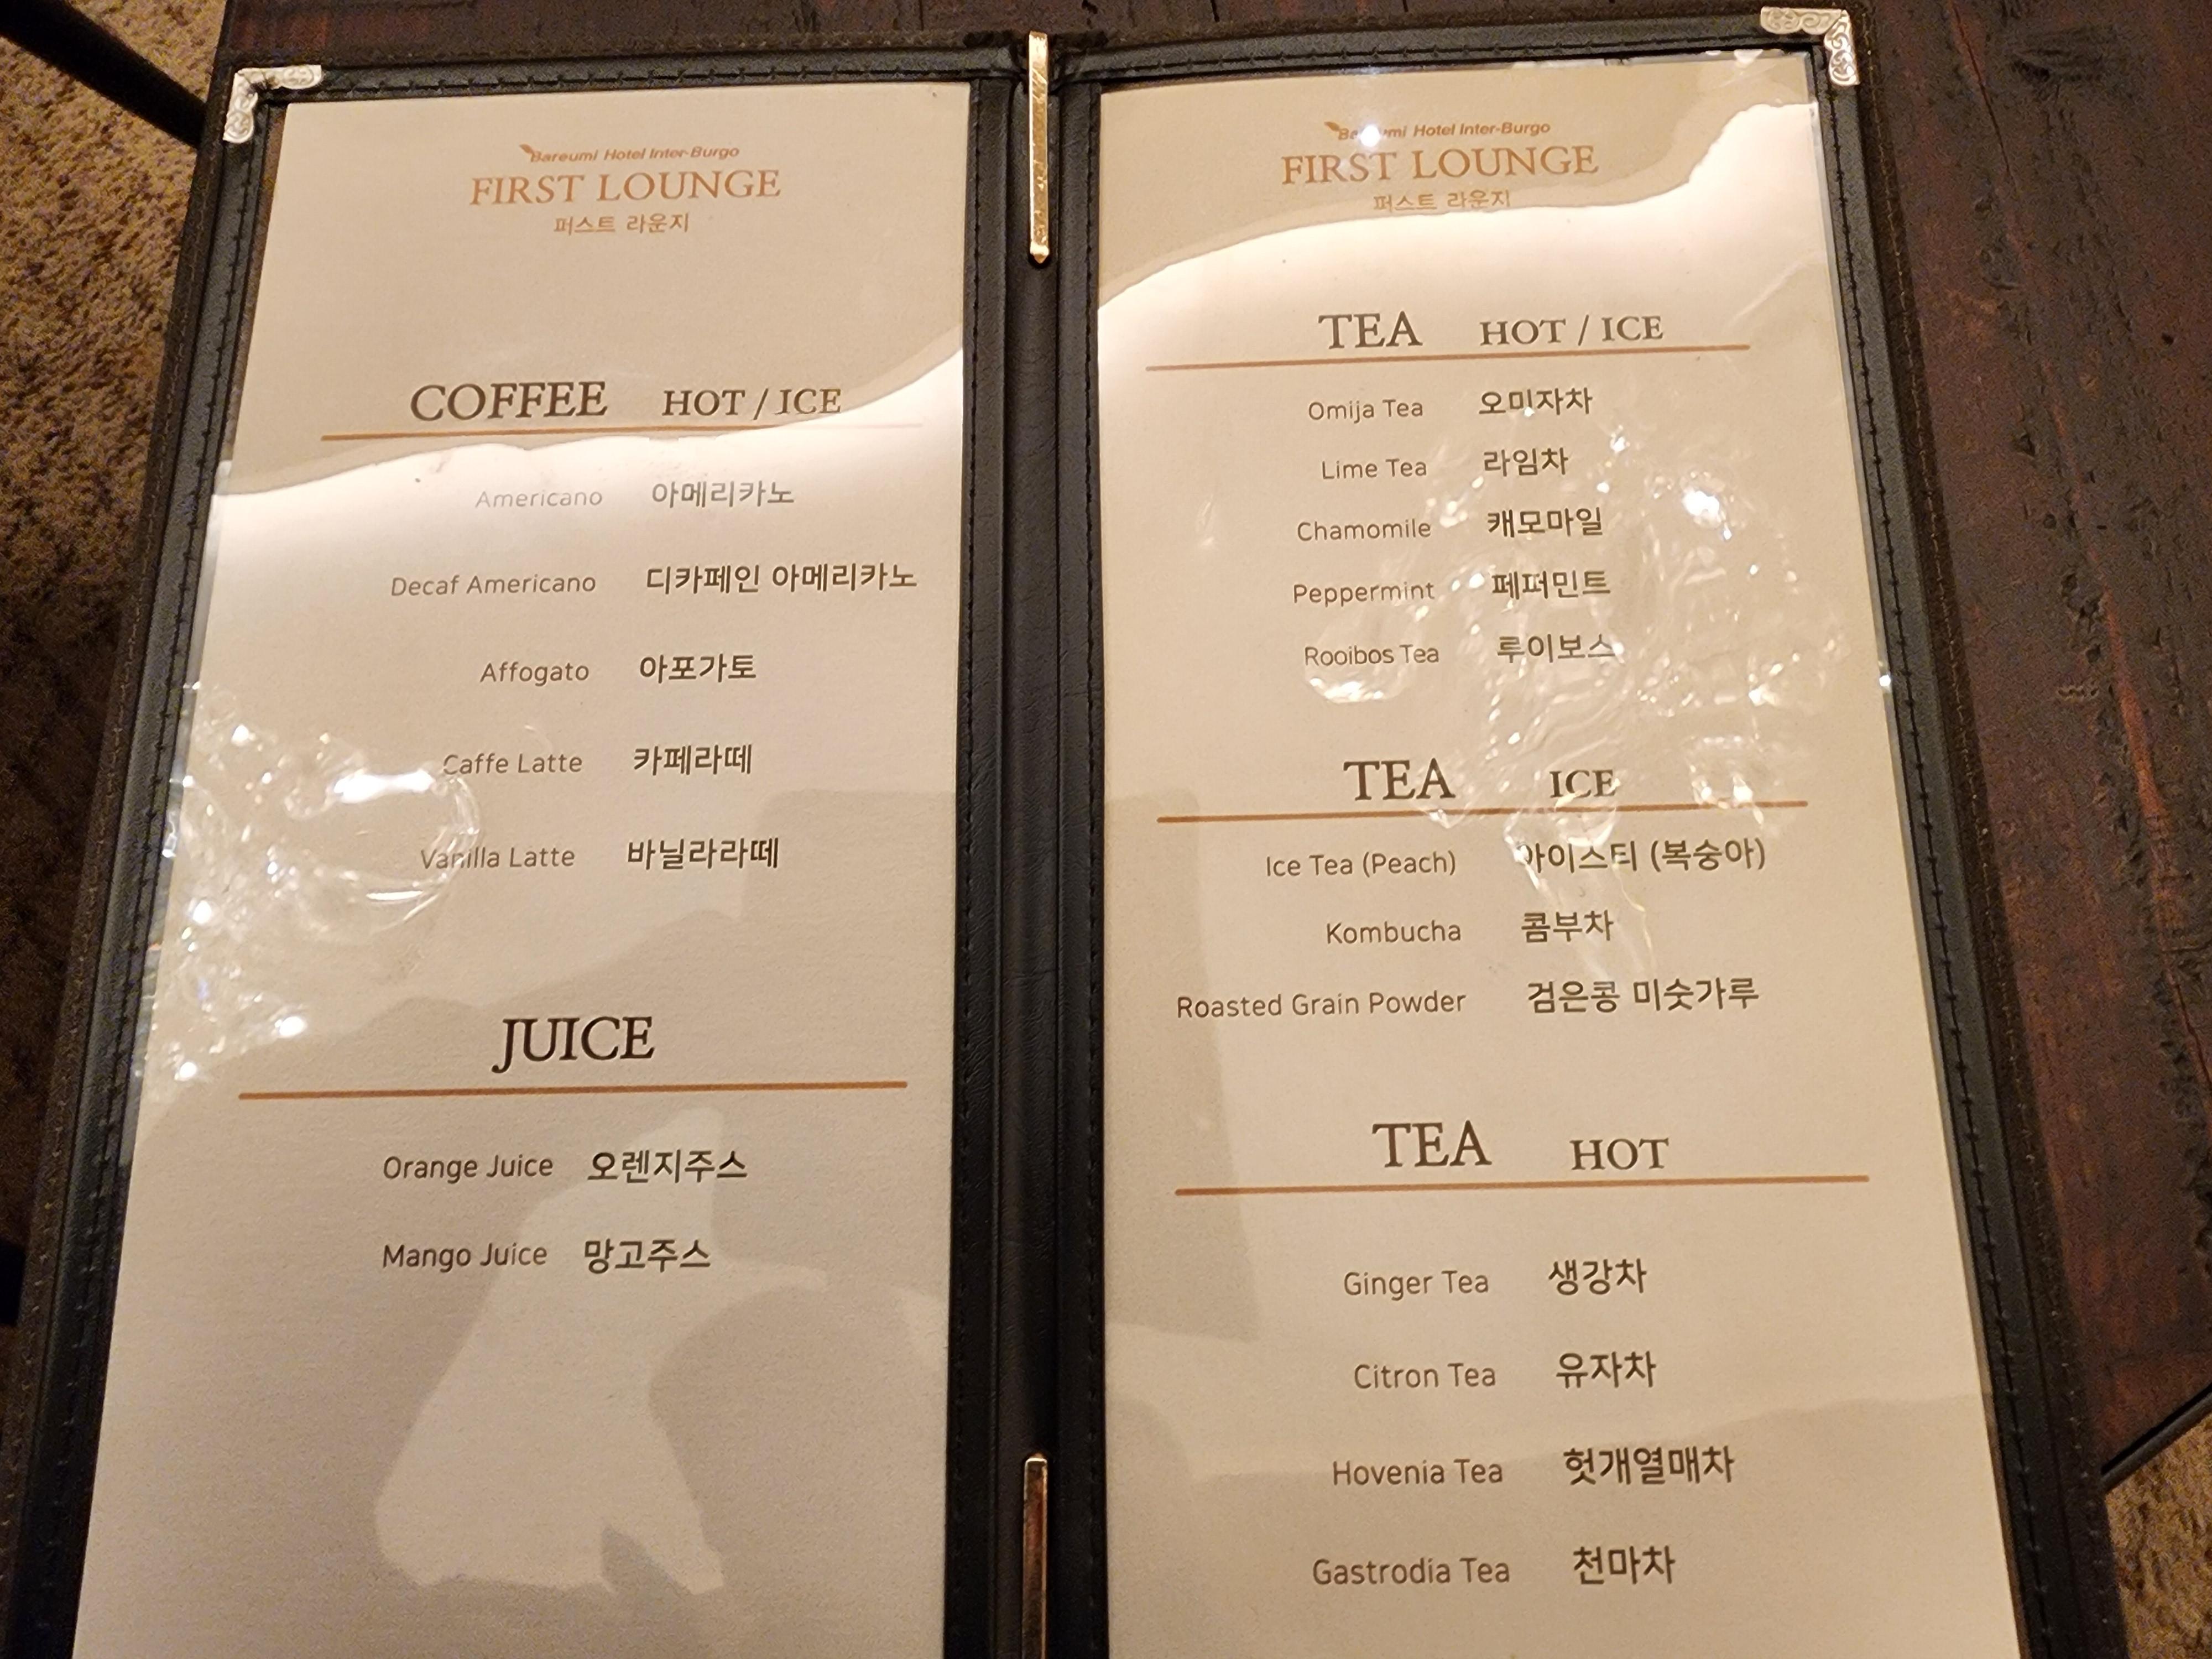 Bareumi Hotel Inter-Burgo
FIRST LOUNGE
퍼스트 라운지
COFFEE HOT / ICE
Americano 아메리카노
Decaf Americano 디카페인 아메리카노
Affogato 아포가토
Caffe Latte 카페라떼
Vanilla Latte 바닐라라떼
JUICE
Orange Juice 오렌지주스
Mango Juice 망고주스
Bareumi Hotel Inter-Burgo
FIRST LOUNGE
퍼스트 라운지
TEA HOT / ICE
Omija Tea 오미자차
Lime Tea 라임차
Chamomile 캐모마일
Peppermint 페퍼민트
Rooibos Tea 루이보스
TEA ICE
Ice Tea (Peach) 아이스티 (복숭아)
Kombucha 콤부차
Roasted Grain Powder 검은콩 미숫가루
TEA HOT
Ginger Tea 생강차
Citron Tea 유자차
Hovenia Tea 헛개열매차
Gastrodia Tea 천마차